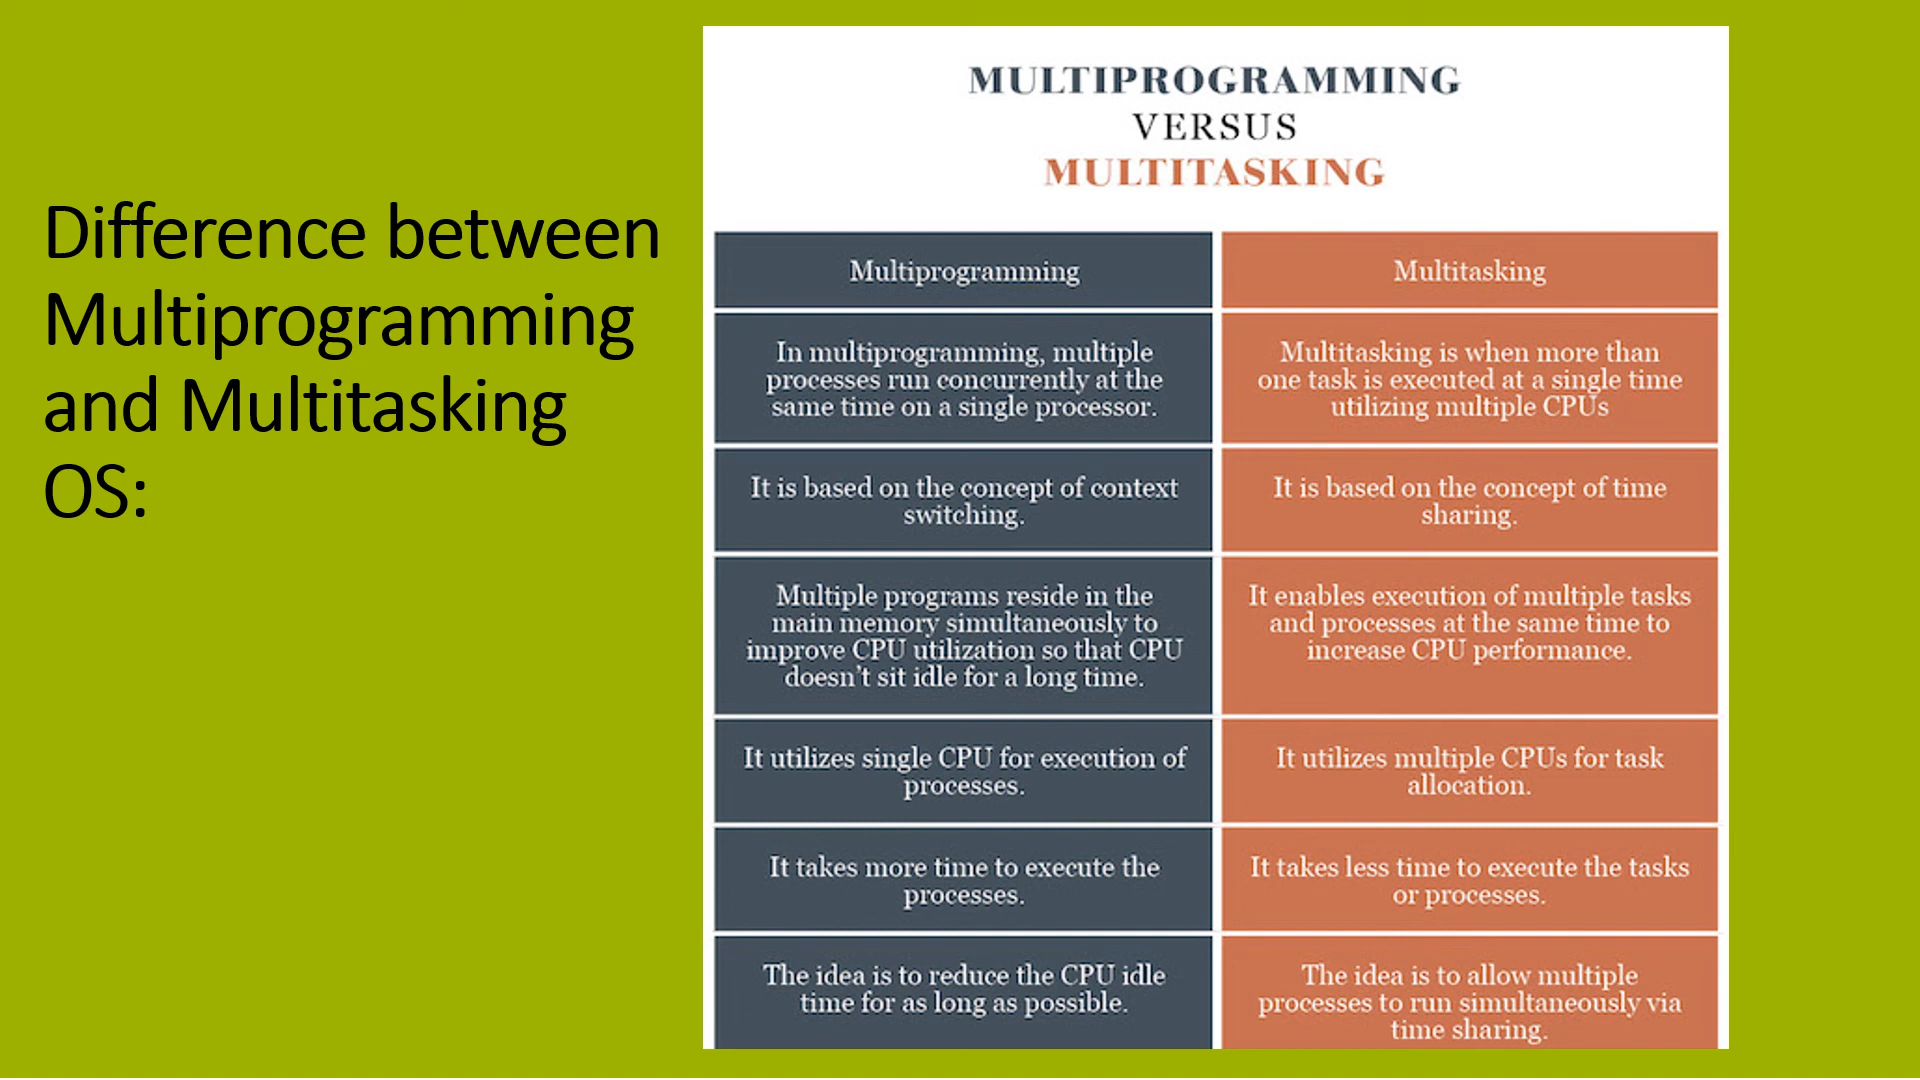 Difference between
Multiprogramming
and Multitasking
OS:
MULTIPROGRAMMING
VERSUS
MULTITASKING
Multiprogramming
Multitasking
In multiprogramming, multiple
processes run concurrently at the
same time on a single processor.
Multitasking is when more than
one task is executed at a single time
utilizing multiple CPUs
It is based on the concept of context
switching.
It is based on the concept of time
sharing.
Multiple programs reside in the
main memory simultaneously to
improve CPU utilization so that CPU
doesn't sit idle for a long time.
It enables execution of multiple tasks
and processes at the same time to
increase CPU performance.
It utilizes single CPU for execution of
processes.
It utilizes multiple CPUs for task
allocation.
It takes more time to execute the
processes.
It takes less time to execute the tasks
or processes.
The idea is to reduce the CPU idle
time for as long as possible.
The idea is to allow multiple
processes to run simultaneously via
time sharing.